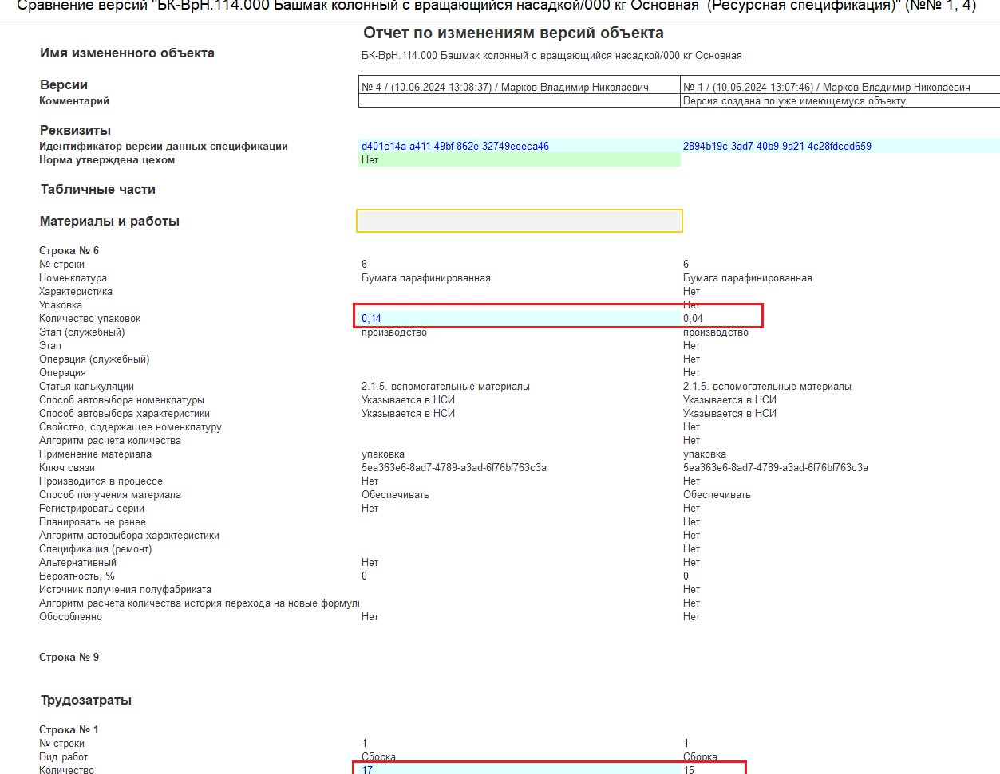 Сравнение версий "БК-ВрН.114.000 Башмак колонный с вращающийся насадкой/000 кг Основная (Ресурсная спецификация)" (№№ 1, 4)
Отчет по изменениям версий объекта
Имя измененного объекта БК-ВрН.114.000 Башмак колонный с вращающийся насадкой/000 кг Основная
Версии № 4 / (10.06.2024 13:08:37) / Марков Владимир Николаевич № 1 / (10.06.2024 13:07:46) / Марков Владимир Николаевич
Комментарий Версия создана по уже имеющемуся объекту
Реквизиты
Идентификатор версии данных спецификации d401c14a-a411-49bf-862e-32749eeeca46 2894b19c-3ad7-40b9-9a21-4c28fdced659
Норма утверждена цехом Нет
Табличные части
Материалы и работы
Строка № 6
№ строки 6 6
Номенклатура Бумага парафинированная Бумага парафинированная
Характеристика Нет
Упаковка Нет
Количество упаковок 0,14 0,04
Этап (служебный) производство производство
Этап Нет
Операция (служебный) Нет
Операция Нет
Статья калькуляции 2.1.5. вспомогательные материалы 2.1.5. вспомогательные материалы
Способ автовыбора номенклатуры Указывается в НСИ Указывается в НСИ
Способ автовыбора характеристики Указывается в НСИ Указывается в НСИ
Свойство, содержащее номенклатуру Нет
Алгоритм расчета количества Нет
Применение материала упаковка упаковка
Ключ связи 5ea363e6-8ad7-4789-a3ad-6f76bf763c3a 5ea363e6-8ad7-4789-a3ad-6f76bf763c3a
Производится в процессе Нет Нет
Способ получения материала Обеспечивать Обеспечивать
Регистрировать серии Нет Нет
Планировать не ранее Нет
Алгоритм автовыбора характеристики Нет
Спецификация (ремонт) Нет
Альтернативный Нет Нет
Вероятность, % 0 0
Источник получения полуфабриката Нет
Алгоритм расчета количества история перехода на новые формулы Нет
Обособленно Нет Нет
Строка № 9
Трудозатраты
Строка № 1
№ строки 1 1
Вид работ Сборка Сборка
Количество 17 15